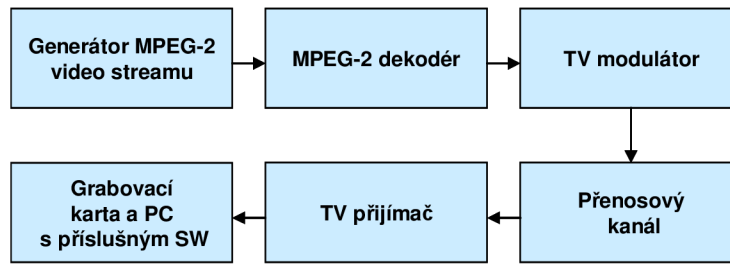 Generátor MPEG-2
video streamu
MPEG-2 dekodér
TV modulátor
Přenosový
kanál
TV přijímač
Grabovací
karta a PC
s příslušným SW